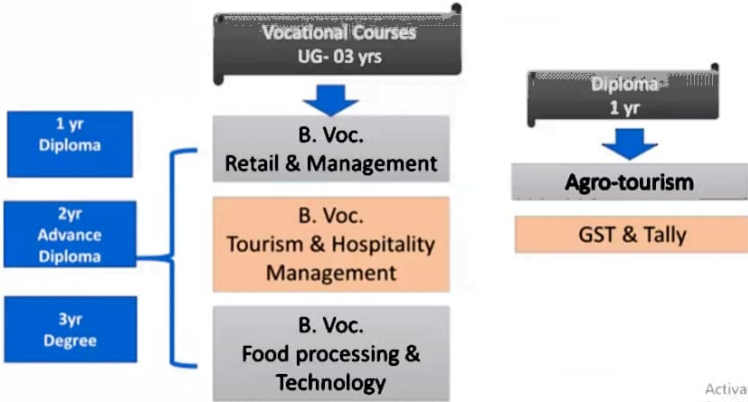 Vocational Courses
UG- 03 yrs
1 yr
Diploma
2yr
Advance
Diploma
3yr
Degree
B. Voc.
Retail & Management
B. Voc.
Tourism & Hospitality
Management
B. Voc.
Food processing &
Technology
Diploma
1 yr
Agro-tourism
GST & Tally
Activa